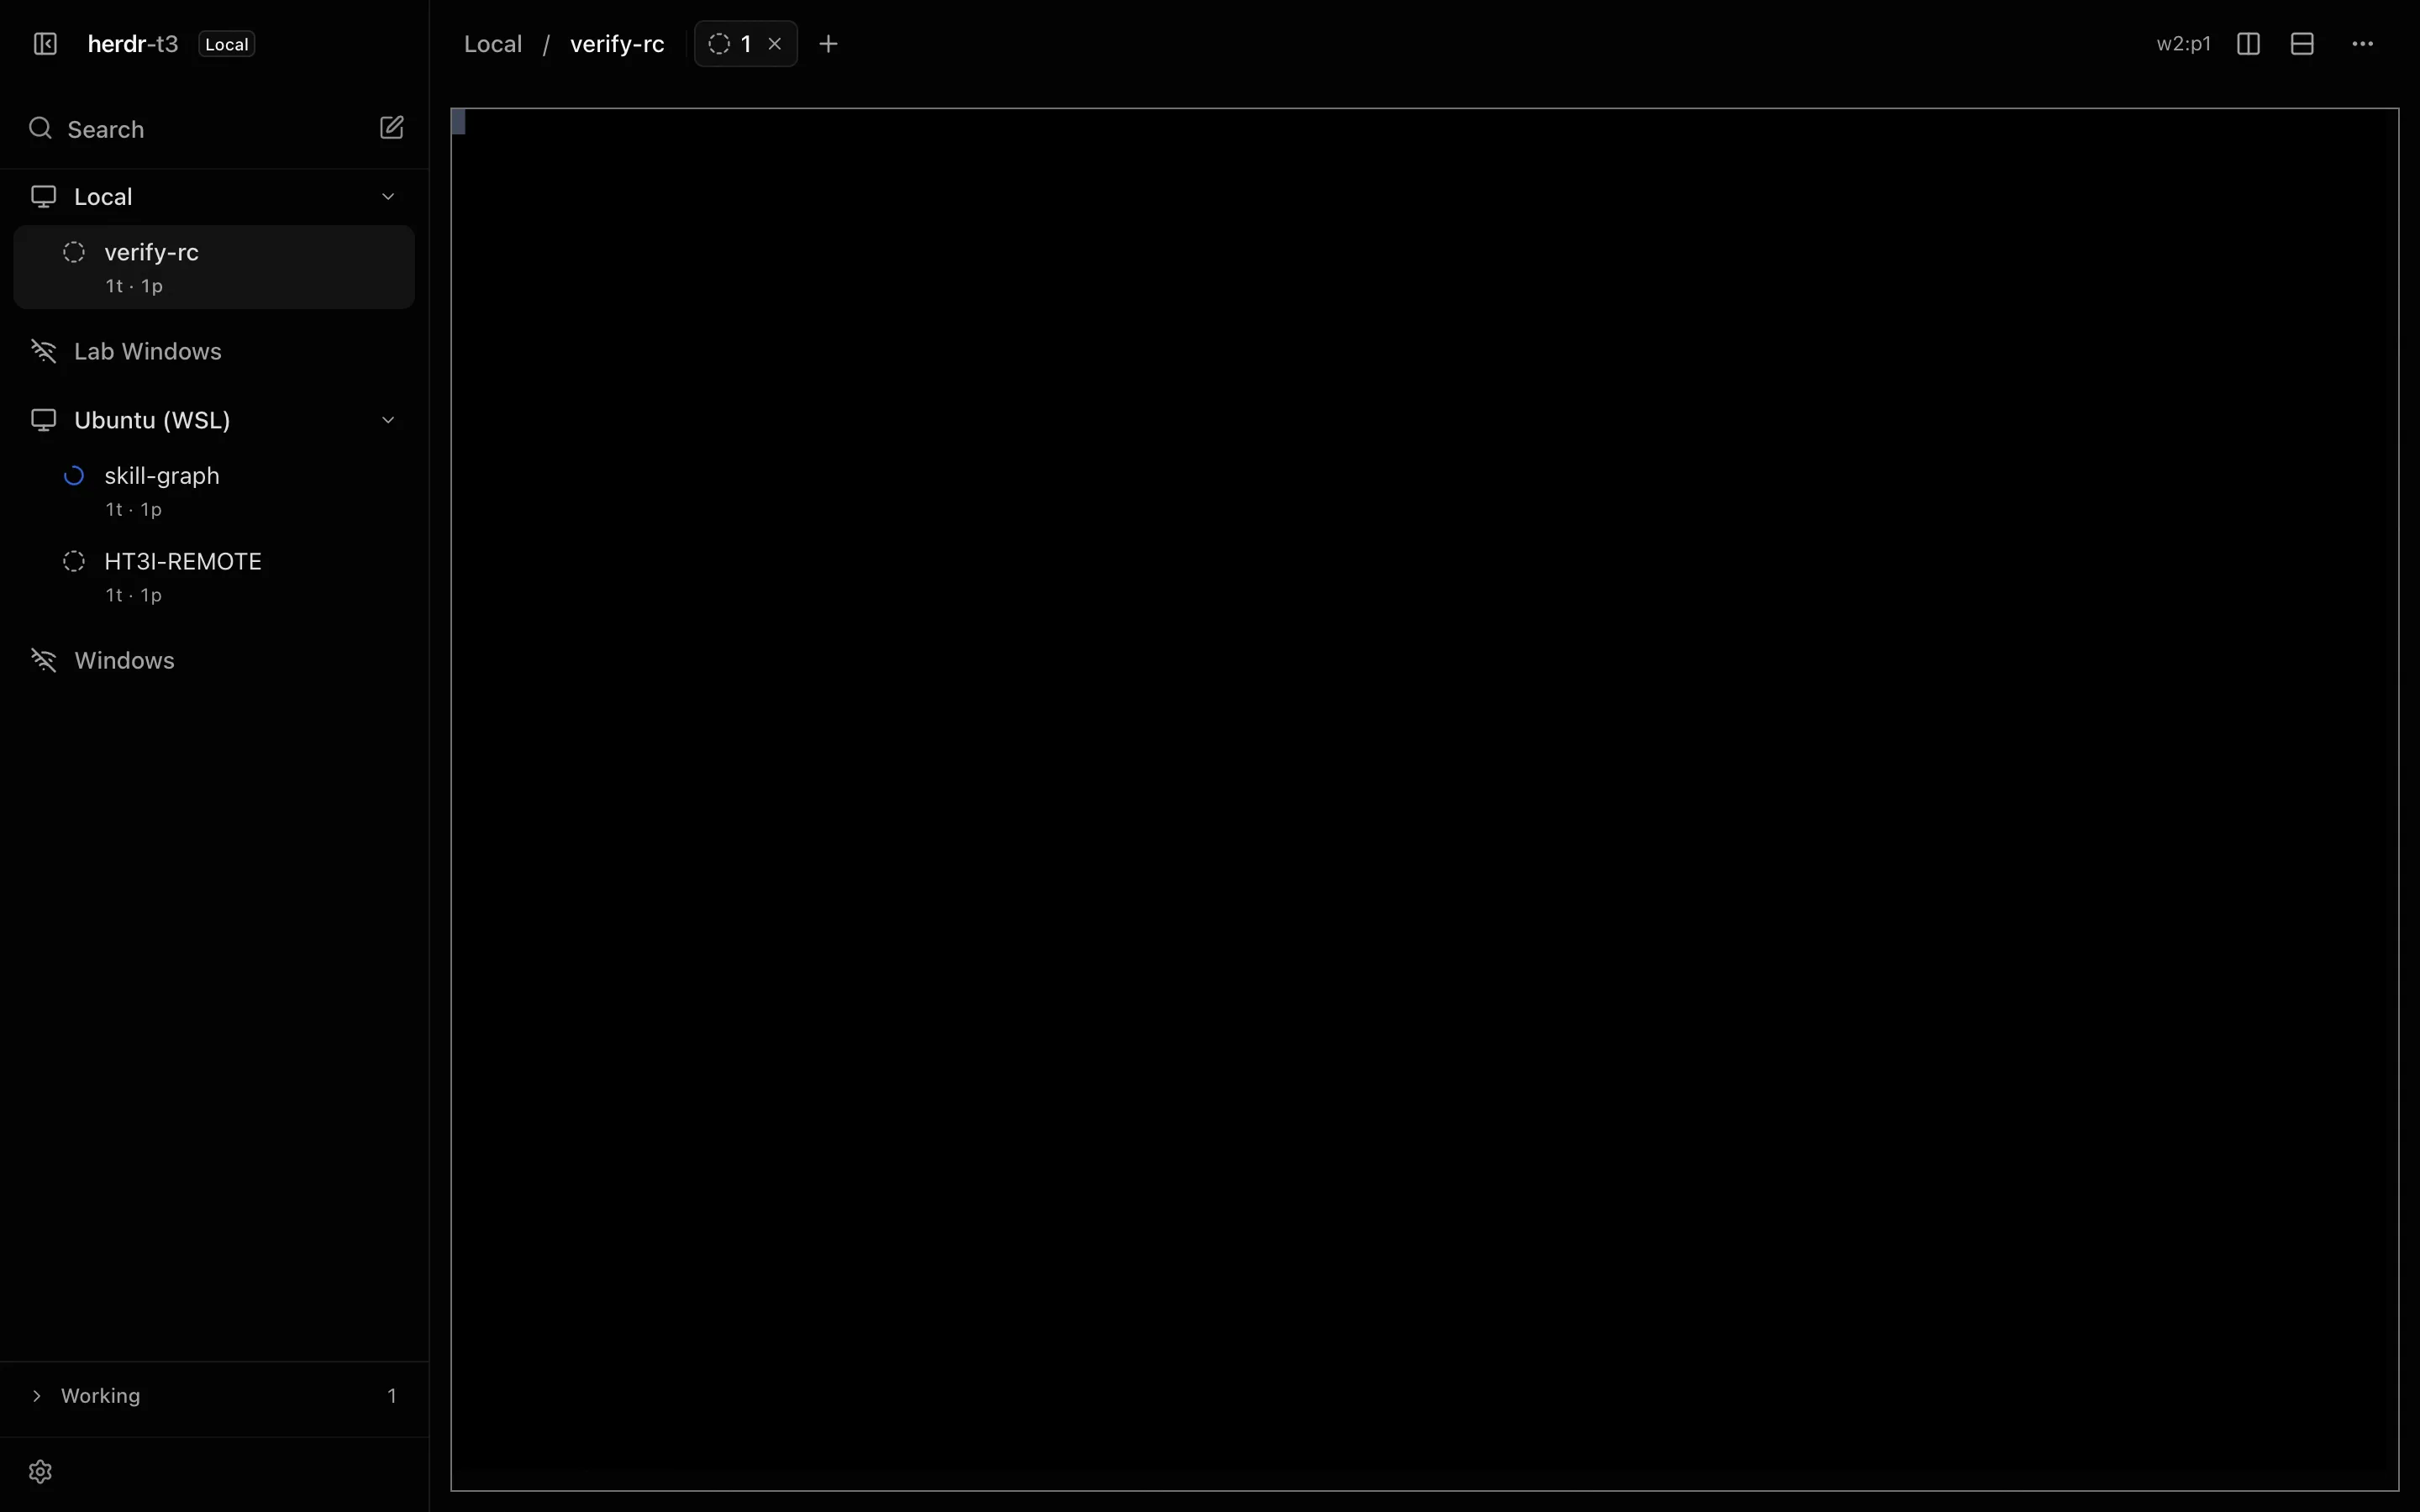 herdr-t3 Local
Search
Local
verify-rc
1t · 1p
Lab Windows
Ubuntu (WSL)
skill-graph
1t · 1p
HT3I-REMOTE
1t · 1p
Windows
Working 1
Local / verify-rc 1
w2:p1